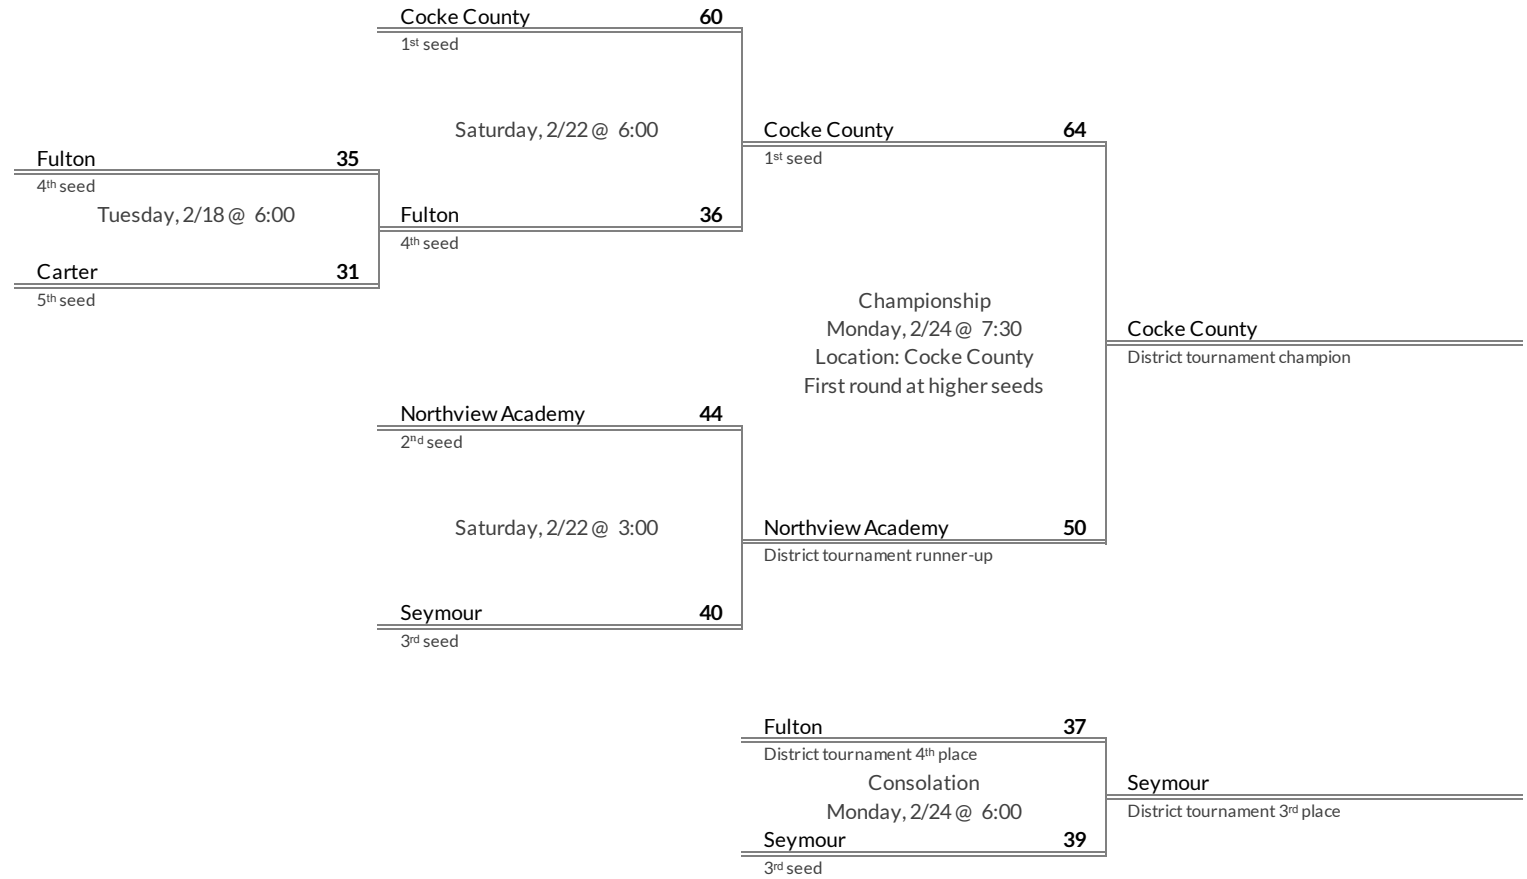 Cocke County 60
1st seed
Saturday, 2/22 @ 6:00
Cocke County 64
1st seed
Fulton 35
4th seed
Tuesday, 2/18 @ 6:00
Fulton 36
4th seed
Carter 31
5th seed
Championship
Monday, 2/24 @ 7:30
Location: Cocke County
First round at higher seeds
Cocke County
District tournament champion
Northview Academy 44
2nd seed
Saturday, 2/22 @ 3:00
Northview Academy 50
District tournament runner-up
Seymour 40
3rd seed
Fulton 37
District tournament 4th place
Consolation
Monday, 2/24 @ 6:00
Seymour
District tournament 3rd place
Seymour 39
3rd seed